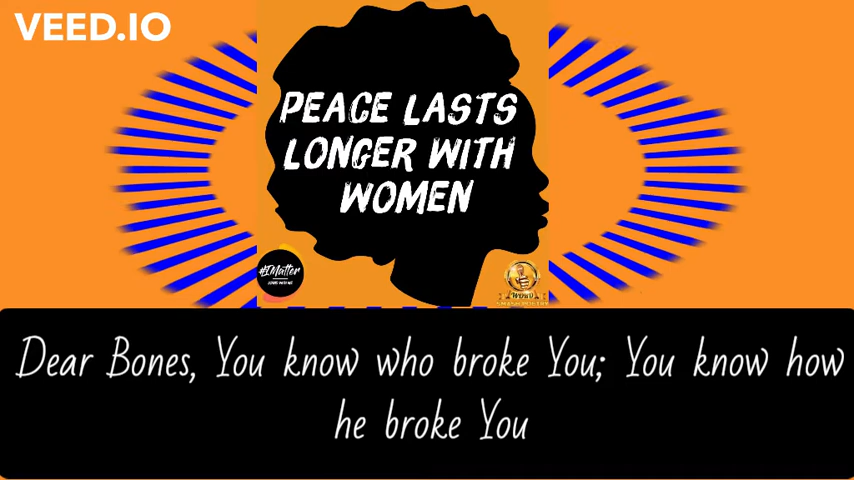 VEED.IO
PEACE LASTS
LONGER WITH
WOMEN
#IMatter
Dear Bones, You know who broke You; You know how
he broke You